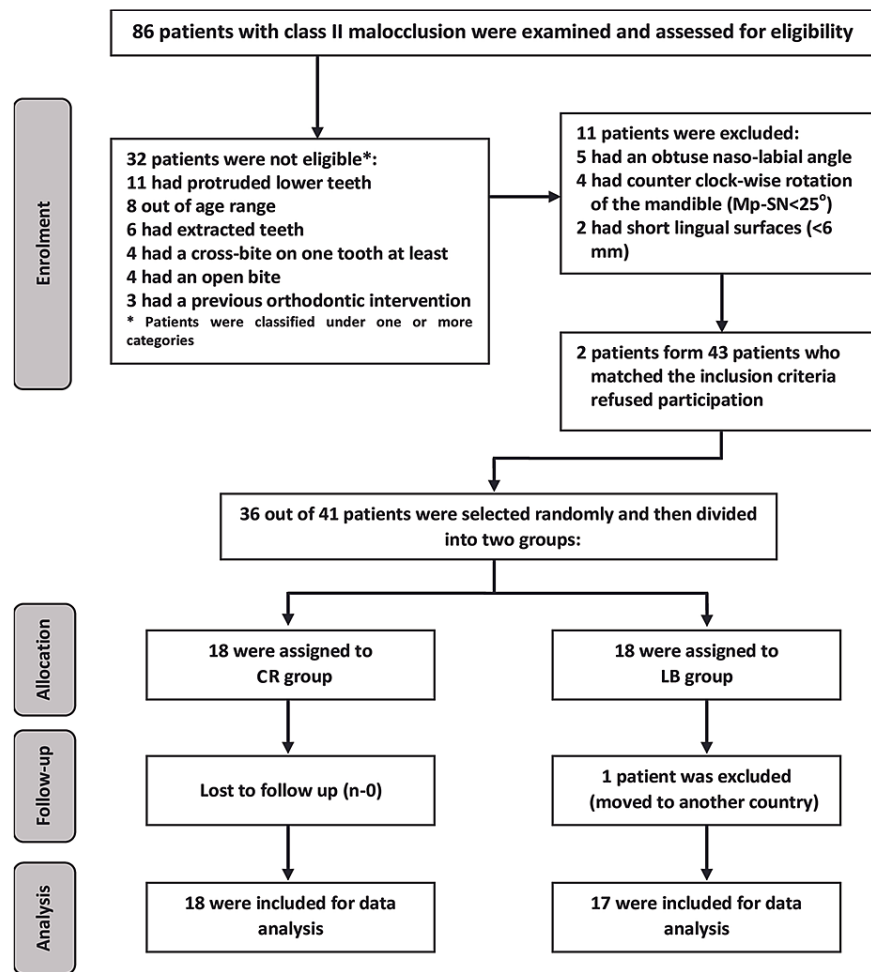 86 patients with class II malocclusion were examined and assessed for eligibility
Enrolment
32 patients were not eligible*:
11 had protruded lower teeth
8 out of age range
6 had extracted teeth
4 had a cross-bite on one tooth at least
4 had an open bite
3 had a previous orthodontic intervention
* Patients were classified under one or more
categories
11 patients were excluded:
5 had an obtuse naso-labial angle
4 had counter clock-wise rotation
of the mandible (Mp-SN<25°)
2 had short lingual surfaces (<6
mm)
2 patients form 43 patients who
matched the inclusion criteria
refused participation
36 out of 41 patients were selected randomly and then divided
into two groups:
Allocation
18 were assigned to
CR group
18 were assigned to
LB group
Follow-up
Lost to follow up (n-0)
1 patient was excluded
(moved to another country)
Analysis
18 were included for data
analysis
17 were included for data
analysis